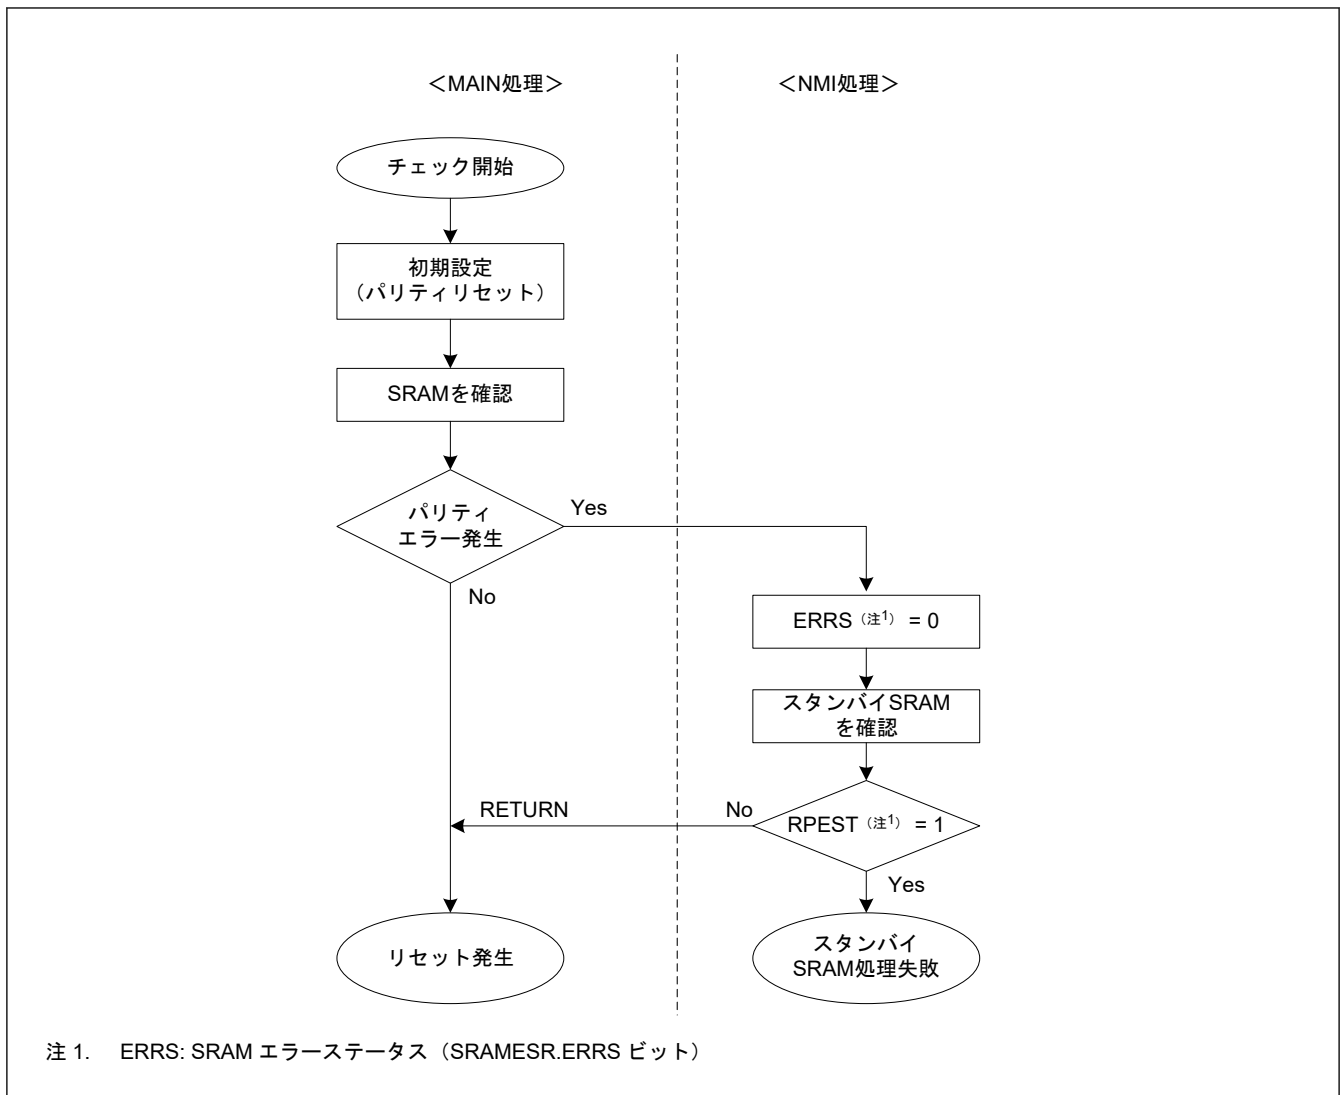 ＜MAIN処理＞
＜NMI処理＞
チェック開始
初期設定
（パリティリセット）
SRAMを確認
パリティ
エラー発生
Yes
No
ERRS（注1） = 0
スタンバイSRAM
を確認
RETURN
No
RPEST（注1） = 1
Yes
リセット発生
スタンバイ
SRAM処理失敗
注 1. ERRS: SRAM エラーステータス（SRAMESR.ERRS ビット）